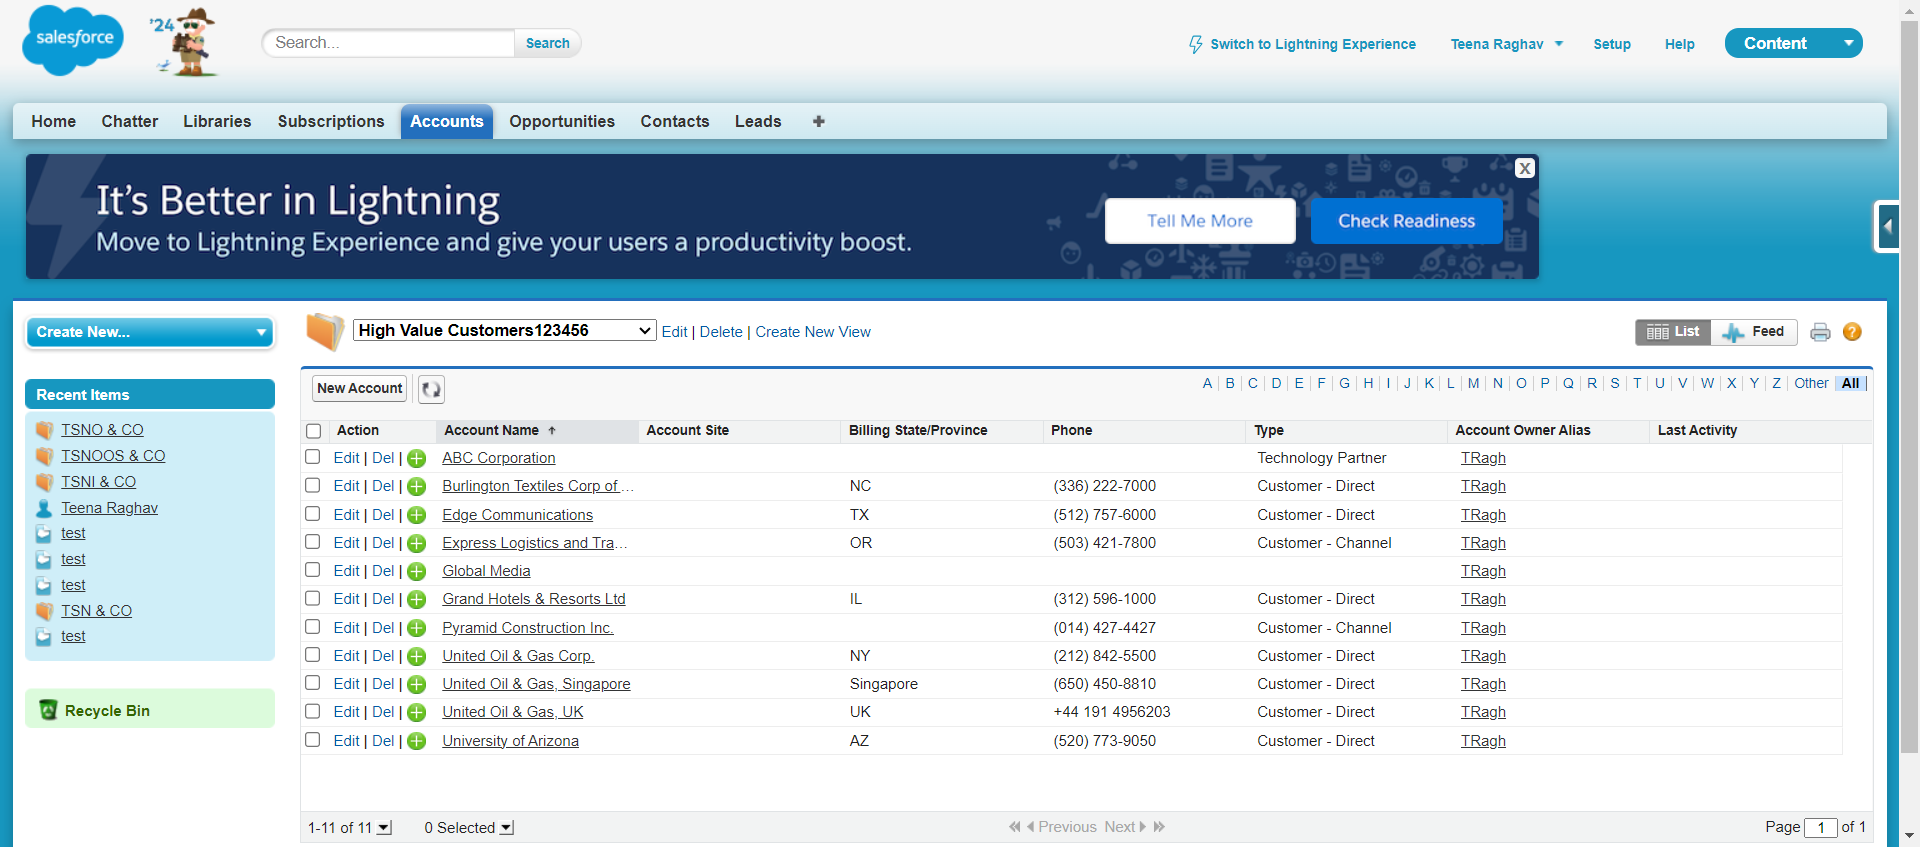 salesforce
'24
Search...
Search
Switch to Lightning Experience
Teena Raghav
Setup
Help
Content
Home Chatter Libraries Subscriptions Accounts Opportunities Contacts Leads +
It's Better in Lightning
Move to Lightning Experience and give your users a productivity boost.
Tell Me More
Check Readiness
X
Create New...
Recent Items
TSNO & CO
TSNOOS & CO
TSNI & CO
Teena Raghav
test
test
test
TSN & CO
test
Recycle Bin
High Value Customers123456
Edit | Delete | Create New View
List Feed
?
New Account
A | B | C | D | E | F | G | H | I | J | K | L | M | N | O | P | Q | R | S | T | U | V | W | X | Y | Z | Other | All |
Action Account Name Account Site Billing State/Province Phone Type Account Owner Alias Last Activity
Edit | Del | ABC Corporation Technology Partner TRagh
Edit | Del | Burlington Textiles Corp of ... NC (336) 222-7000 Customer - Direct TRagh
Edit | Del | Edge Communications TX (512) 757-6000 Customer - Direct TRagh
Edit | Del | Express Logistics and Tra... OR (503) 421-7800 Customer - Channel TRagh
Edit | Del | Global Media TRagh
Edit | Del | Grand Hotels & Resorts Ltd IL (312) 596-1000 Customer - Direct TRagh
Edit | Del | Pyramid Construction Inc. (014) 427-4427 Customer - Channel TRagh
Edit | Del | United Oil & Gas Corp. NY (212) 842-5500 Customer - Direct TRagh
Edit | Del | United Oil & Gas, Singapore Singapore (650) 450-8810 Customer - Direct TRagh
Edit | Del | United Oil & Gas, UK UK +44 191 4956203 Customer - Direct TRagh
Edit | Del | University of Arizona AZ (520) 773-9050 Customer - Direct TRagh
1-11 of 11
0 Selected
Previous Next
Page 1 of 1